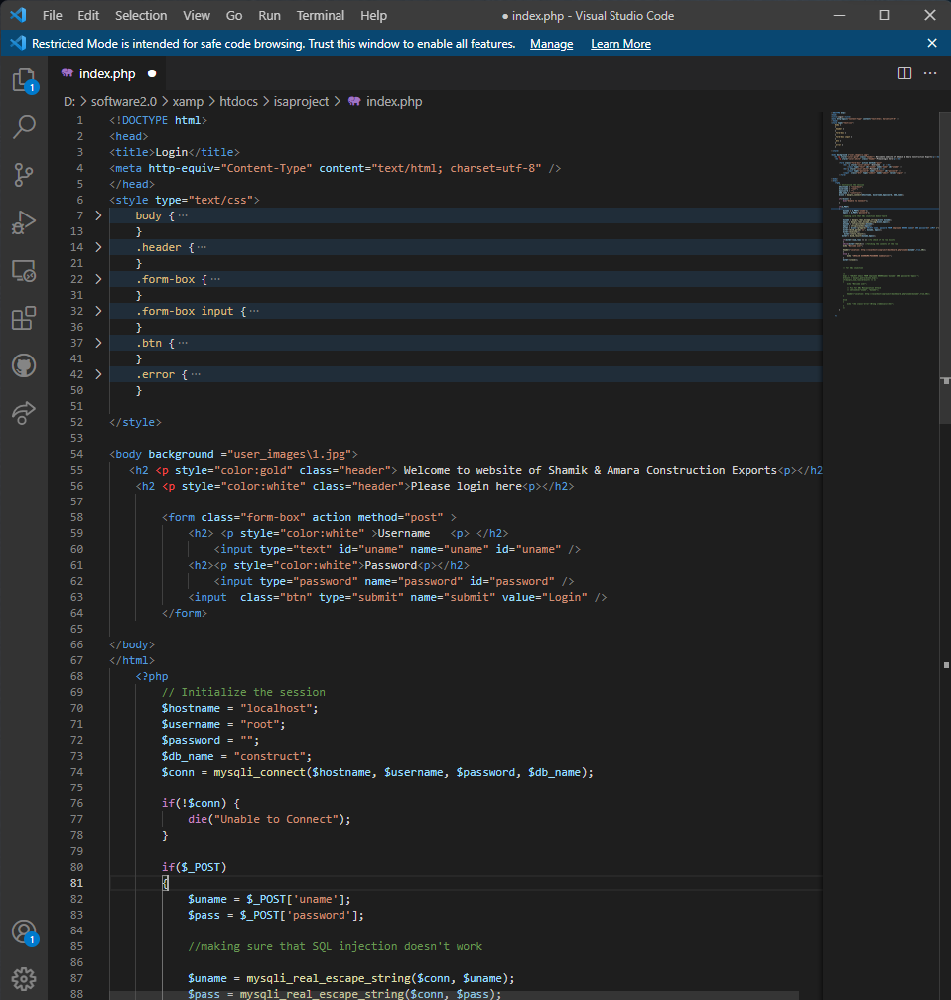 File Edit Selection View Go Run Terminal Help ● index.php - Visual Studio Code
Restricted Mode is intended for safe code browsing. Trust this window to enable all features. Manage Learn More
index.php ●
D: > software2.0 > xamp > htdocs > isaproject > index.php
1 <!DOCTYPE html>
2 <head>
3 <title>Login</title>
4 <meta http-equiv="Content-Type" content="text/html; charset=utf-8" />
5 </head>
6 <style type="text/css">
7 > body { ···
13 }
14 > .header { ···
21 }
22 > .form-box { ···
31 }
32 > .form-box input { ···
36 }
37 > .btn { ···
41 }
42 > .error { ···
50 }
51
52 </style>
53
54 <body background ="user_images\1.jpg">
55 <h2 <p style="color:gold" class="header"> Welcome to website of Shamik & Amara Construction Exports<p></h2
56 <h2 <p style="color:white" class="header">Please login here<p></h2>
57
58 <form class="form-box" action method="post" >
59 <h2> <p style="color:white" >Username <p> </h2>
60 <input type="text" id="uname" name="uname" id="uname" />
61 <h2><p style="color:white">Password<p></h2>
62 <input type="password" name="password" id="password" />
63 <input class="btn" type="submit" name="submit" value="Login" />
64 </form>
65
66 </body>
67 </html>
68 <?php
69 // Initialize the session
70 $hostname = "localhost";
71 $username = "root";
72 $password = "";
73 $db_name = "construct";
74 $conn = mysqli_connect($hostname, $username, $password, $db_name);
75
76 if(!$conn) {
77 die("Unable to Connect");
78 }
79
80 if($_POST)
81 {
82 $uname = $_POST['uname'];
83 $pass = $_POST['password'];
84
85 //making sure that SQL injection doesn't work
86
87 $uname = mysqli_real_escape_string($conn, $uname);
88 $pass = mysqli_real_escape_string($conn, $pass);
1
1